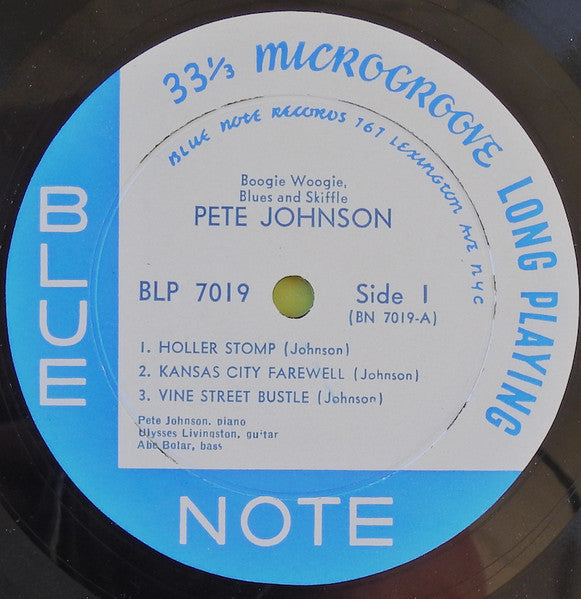 33⅓ MICROGROOVE LONG PLAYING
BLUE NOTE RECORDS 767 LEXINGTON AVE NYC
Boogie Woogie,
Blues and Skiffle
PETE JOHNSON
BLP 7019 Side 1
(BN 7019-A)
1. HOLLER STOMP (Johnson)
2. KANSAS CITY FAREWELL (Johnson)
3. VINE STREET BUSTLE (Johnson)
Pete Johnson, piano
Ulysses Livingston, guitar
Abe Bolar, bass
BLUE
NOTE